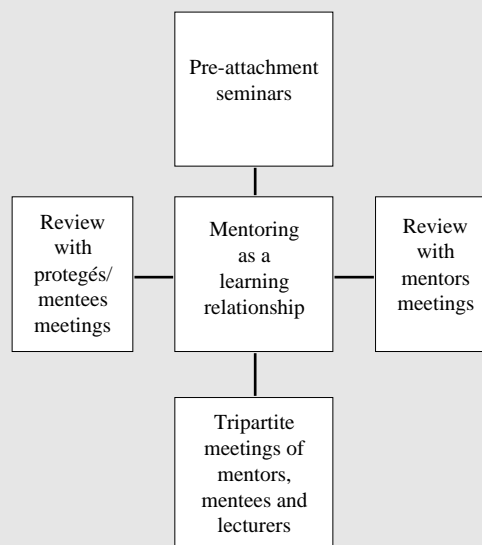 Pre-attachment
seminars
Review
with
protegés/
mentees
meetings
Mentoring
as a
learning
relationship
Review
with
mentors
meetings
Tripartite
meetings of
mentors,
mentees and
lecturers